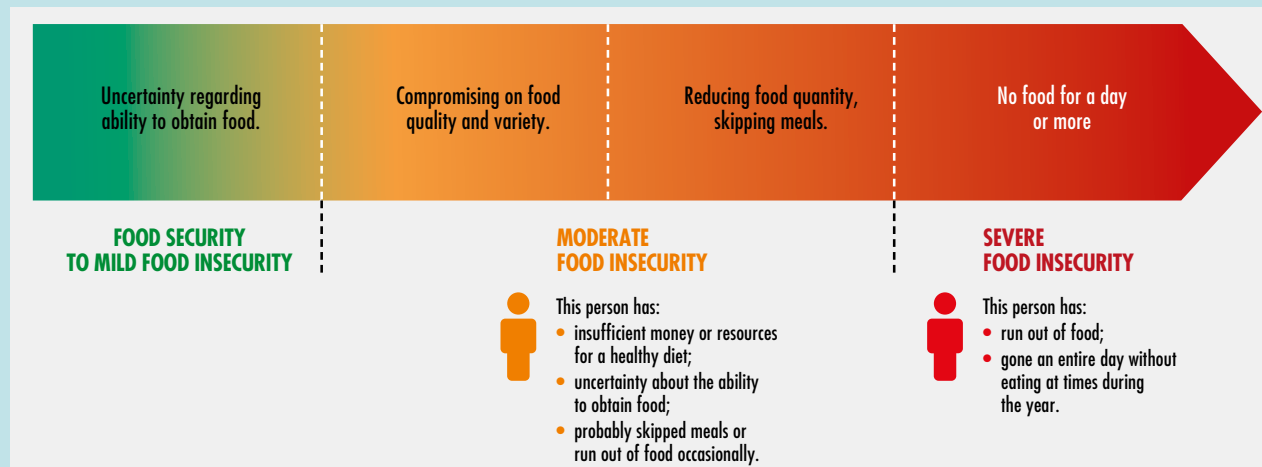 Uncertainty regarding
ability to obtain food.
Compromising on food
quality and variety.
Reducing food quantity,
skipping meals.
No food for a day
or more
FOOD SECURITY
TO MILD FOOD INSECURITY
MODERATE
FOOD INSECURITY
This person has:
• insufficient money or resources
for a healthy diet;
• uncertainty about the ability
to obtain food;
• probably skipped meals or
run out of food occasionally.
SEVERE
FOOD INSECURITY
This person has:
• run out of food;
• gone an entire day without
eating at times during
the year.